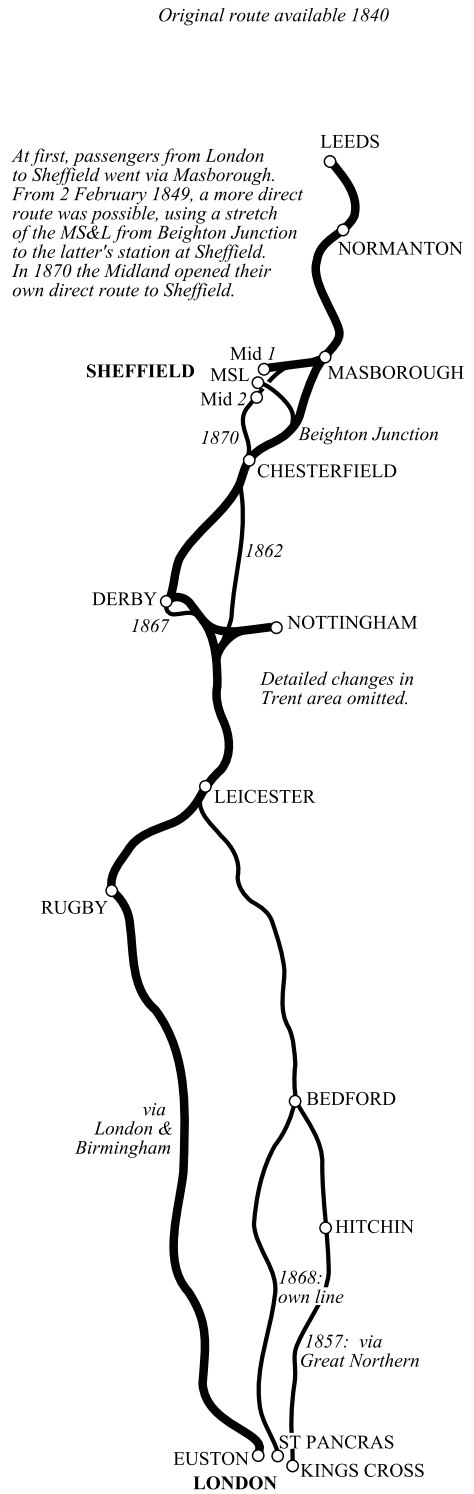 Original route available 1840
LEEDS
At first, passengers from London
to Sheffield went via Masborough.
From 2 February 1849, a more direct
route was possible, using a stretch
of the MS&L from Beighton Junction
to the latter's station at Sheffield.
In 1870 the Midland opened their
own direct route to Sheffield.
NORMANTON
Mid 1
SHEFFIELD
MSL
MASBOROUGH
Mid 2
1870
Beighton Junction
CHESTERFIELD
1862
DERBY
1867
NOTTINGHAM
Detailed changes in
Trent area omitted.
LEICESTER
RUGBY
BEDFORD
via
London &
Birmingham
HITCHIN
1868:
own line
1857: via
Great Northern
ST PANCRAS
EUSTON
KINGS CROSS
LONDON